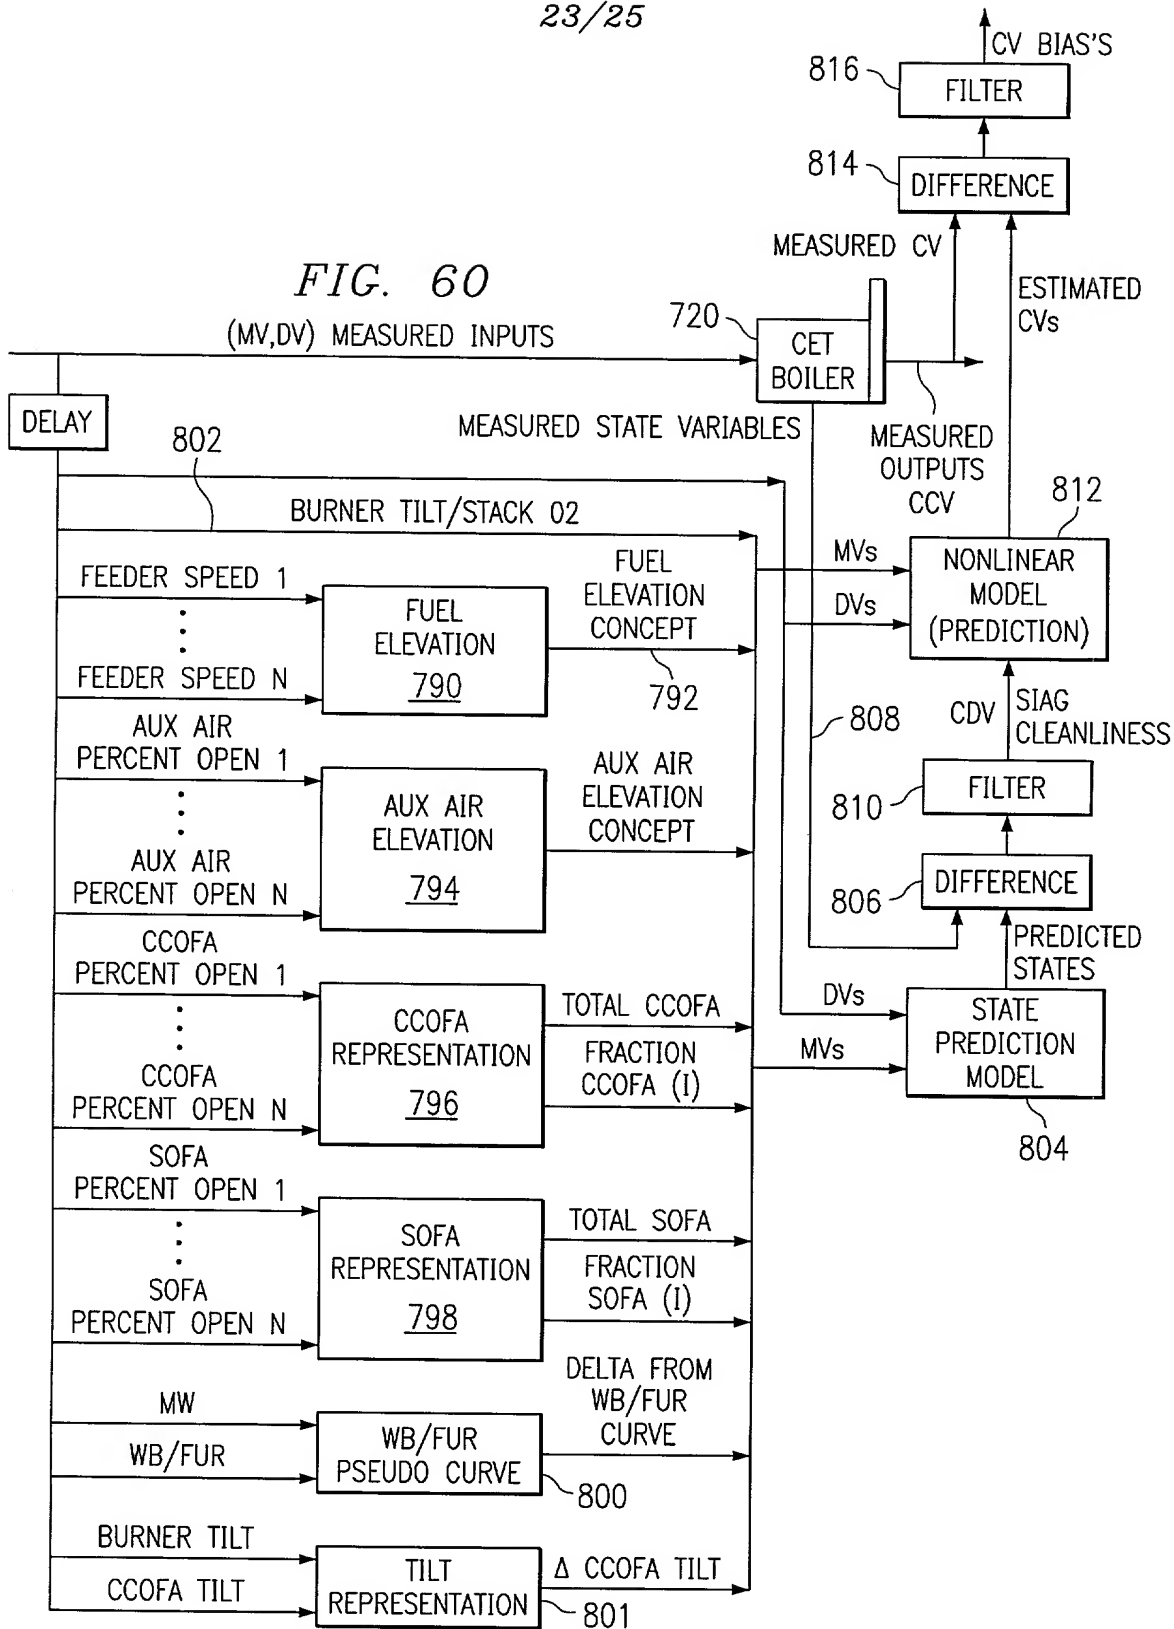 23/25
CV BIAS'S
816
FILTER
814
DIFFERENCE
MEASURED CV
FIG. 60
ESTIMATED
CVs
(MV,DV) MEASURED INPUTS
720
CET
BOILER
DELAY
MEASURED STATE VARIABLES
MEASURED
OUTPUTS
CCV
802
BURNER TILT/STACK O2
812
MVs
NONLINEAR
MODEL
(PREDICTION)
DVs
FEEDER SPEED 1
FEEDER SPEED N
FUEL
ELEVATION
790
FUEL
ELEVATION
CONCEPT
792
808
CDV
SIAG
CLEANLINESS
AUX AIR
PERCENT OPEN 1
AUX AIR
PERCENT OPEN N
AUX AIR
ELEVATION
794
AUX AIR
ELEVATION
CONCEPT
810
FILTER
806
DIFFERENCE
PREDICTED
STATES
CCOFA
PERCENT OPEN 1
CCOFA
PERCENT OPEN N
CCOFA
REPRESENTATION
796
TOTAL CCOFA
FRACTION
CCOFA (I)
DVs
MVs
STATE
PREDICTION
MODEL
804
SOFA
PERCENT OPEN 1
SOFA
PERCENT OPEN N
SOFA
REPRESENTATION
798
TOTAL SOFA
FRACTION
SOFA (I)
MW
WB/FUR
WB/FUR
PSEUDO CURVE
800
DELTA FROM
WB/FUR
CURVE
BURNER TILT
CCOFA TILT
TILT
REPRESENTATION
801
Δ CCOFA TILT